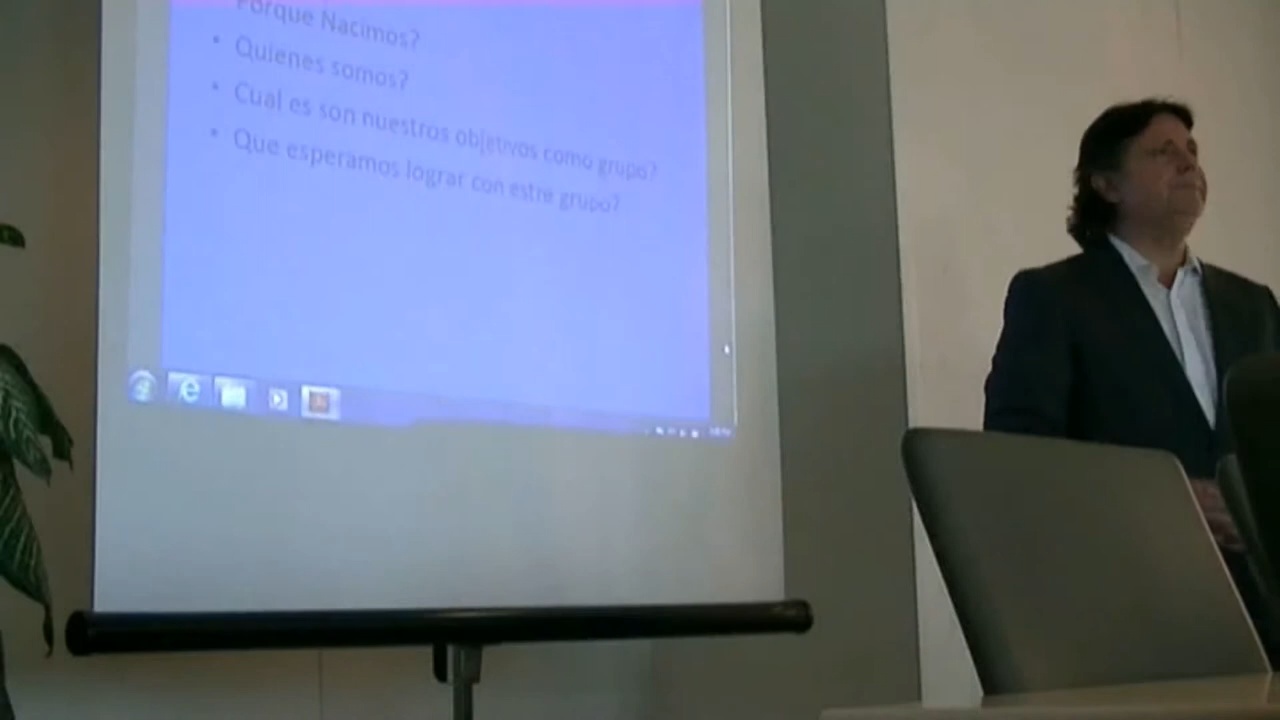 Porque Nacimos?
• Quienes somos?
• Cual es son nuestros objetivos como grupo?
• Que esperamos lograr con estre grupo?